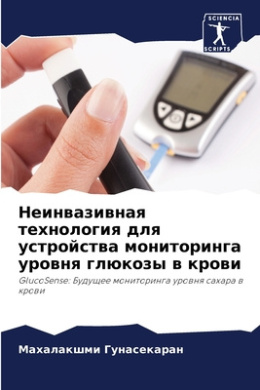 SCIENCIA
SCRIPTS
Неинвазивная
технология для
устройства мониторинга
уровня глюкозы в крови
GlucoSense: Будущее мониторинга уровня сахара в
крови
Махалакшми Гунасекаран